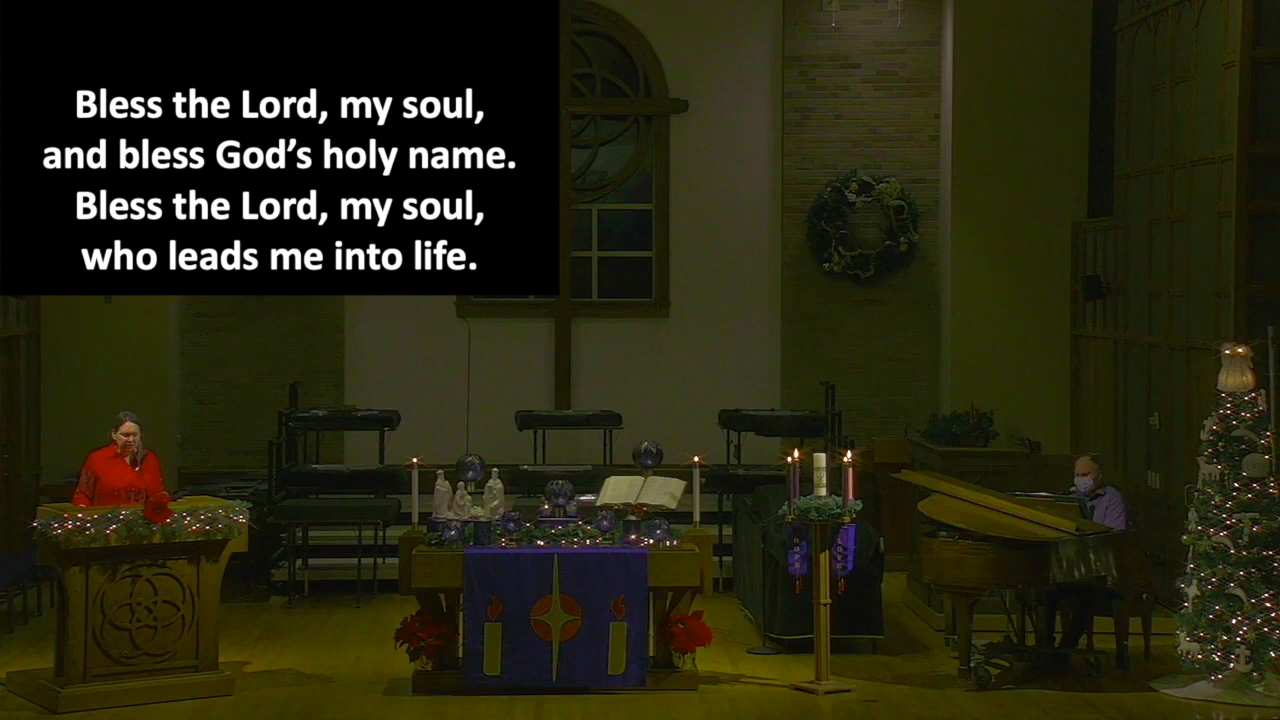 Bless the Lord, my soul,
and bless God’s holy name.
Bless the Lord, my soul,
who leads me into life.